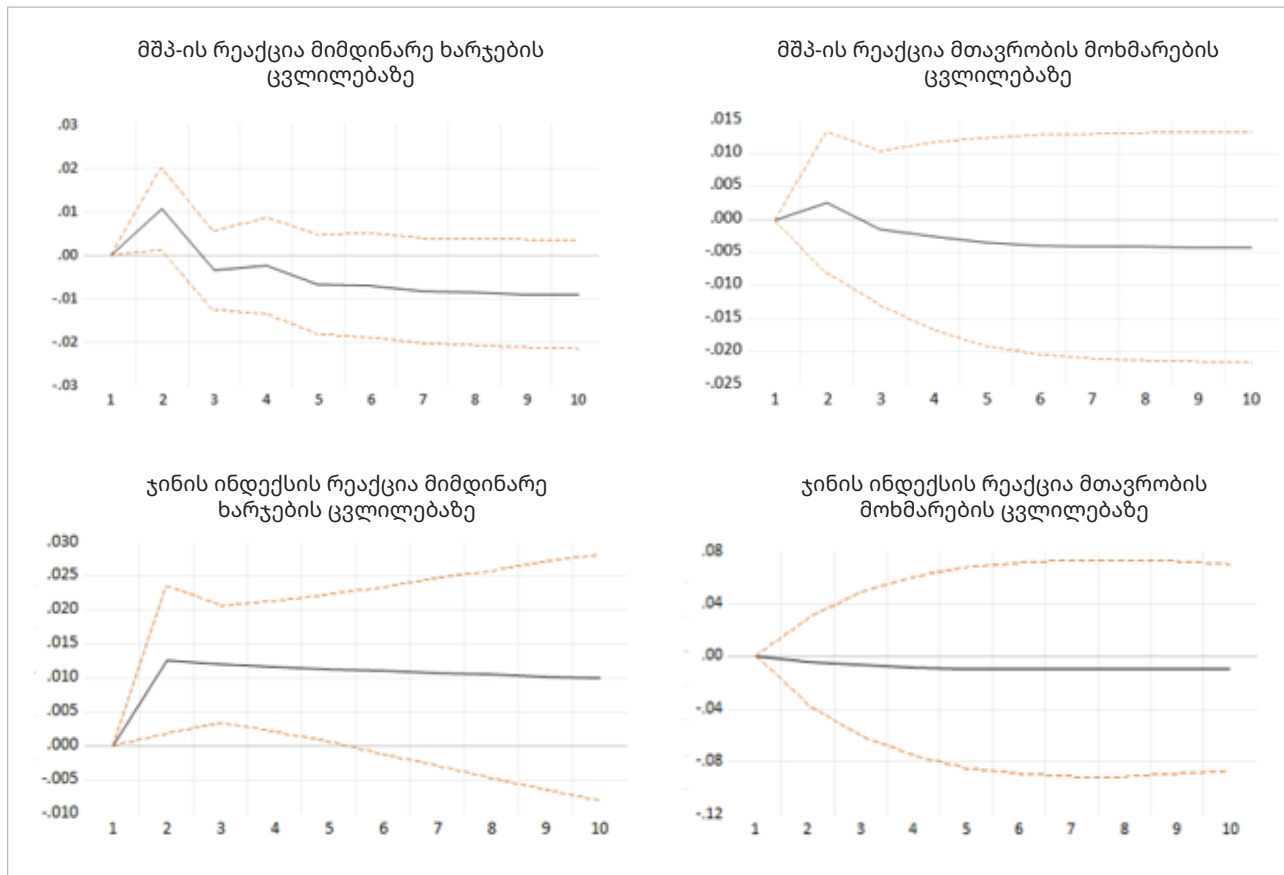 მშპ-ის რეაქცია მიმდინარე ხარჯების
ცვლილებაზე
.03
.02
.01
.00
-.01
-.02
-.03
1 2 3 4 5 6 7 8 9 10
მშპ-ის რეაქცია მთავრობის მოხმარების
ცვლილებაზე
.015
.010
.005
.000
-.005
-.010
-.015
-.020
-.025
1 2 3 4 5 6 7 8 9 10
ჯინის ინდექსის რეაქცია მიმდინარე
ხარჯების ცვლილებაზე
.030
.025
.020
.015
.010
.005
.000
-.005
-.010
1 2 3 4 5 6 7 8 9 10
ჯინის ინდექსის რეაქცია მთავრობის
მოხმარების ცვლილებაზე
.08
.04
.00
-.04
-.08
-.12
1 2 3 4 5 6 7 8 9 10